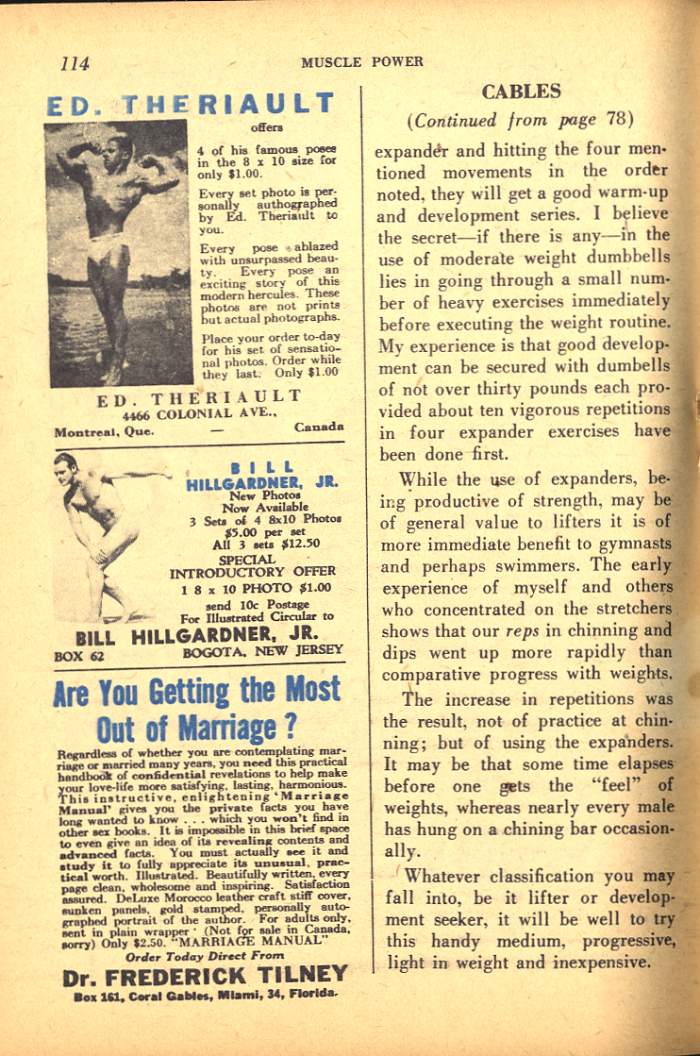 114
MUSCLE POWER
ED. THERIAULT
offers
4 of his famous poses
in the 8 x 10 size for
only $1.00.
Every set photo is per-
sonally authographed
by Ed. Theriault to
you.
Every pose ablazed
with unsurpassed beau-
ty. Every pose an
exciting story of this
modern hercules. These
photos are not prints
but actual photographs.
Place your order to-day
for his set of sensatio-
nal photos. Order while
they last. Only $1.00
ED. THERIAULT
4466 COLONIAL AVE.,
Montreal, Que. — Canada
BILL
HILLGARDNER, JR.
New Photos
Now Available
3 Sets of 4 8x10 Photos
$5.00 per set
All 3 sets $12.50
SPECIAL
INTRODUCTORY OFFER
1 8 x 10 PHOTO $1.00
send 10c Postage
For Illustrated Circular to
BILL HILLGARDNER, JR.
BOX 62 BOGOTA, NEW JERSEY
Are You Getting the Most
Out of Marriage ?
Regardless of whether you are contemplating mar-
riage or married many years, you need this practical
handbook of confidential revelations to help make
your love-life more satisfying, lasting, harmonious.
This instructive, enlightening 'Marriage
Manual' gives you the private facts you have
long wanted to know . . . which you won't find in
other sex books. It is impossible in this brief space
to even give an idea of its revealing contents and
advanced facts. You must actually see it and
study it to fully appreciate its unusual, prac-
tical worth. Illustrated. Beautifully written, every
page clean, wholesome and inspiring. Satisfaction
assured. DeLuxe Morocco leather craft stiff cover,
sunken panels, gold stamped, personally auto-
graphed portrait of the author. For adults only,
sent in plain wrapper (Not for sale in Canada,
sorry) Only $2.50. "MARRIAGE MANUAL"
Order Today Direct From
Dr. FREDERICK TILNEY
Box 161, Coral Gables, Miami, 34, Florida.
CABLES
(Continued from page 78)
expander and hitting the four men-
tioned movements in the order
noted, they will get a good warm-up
and development series. I believe
the secret—if there is any—in the
use of moderate weight dumbbells
lies in going through a small num-
ber of heavy exercises immediately
before executing the weight routine.
My experience is that good develop-
ment can be secured with dumbells
of not over thirty pounds each pro-
vided about ten vigorous repetitions
in four expander exercises have
been done first.
While the use of expanders, be-
ing productive of strength, may be
of general value to lifters it is of
more immediate benefit to gymnasts
and perhaps swimmers. The early
experience of myself and others
who concentrated on the stretchers
shows that our reps in chinning and
dips went up more rapidly than
comparative progress with weights.
The increase in repetitions was
the result, not of practice at chin-
ning; but of using the expanders.
It may be that some time elapses
before one gets the "feel" of
weights, whereas nearly every male
has hung on a chining bar occasion-
ally.
Whatever classification you may
fall into, be it lifter or develop-
ment seeker, it will be well to try
this handy medium, progressive,
light in weight and inexpensive.